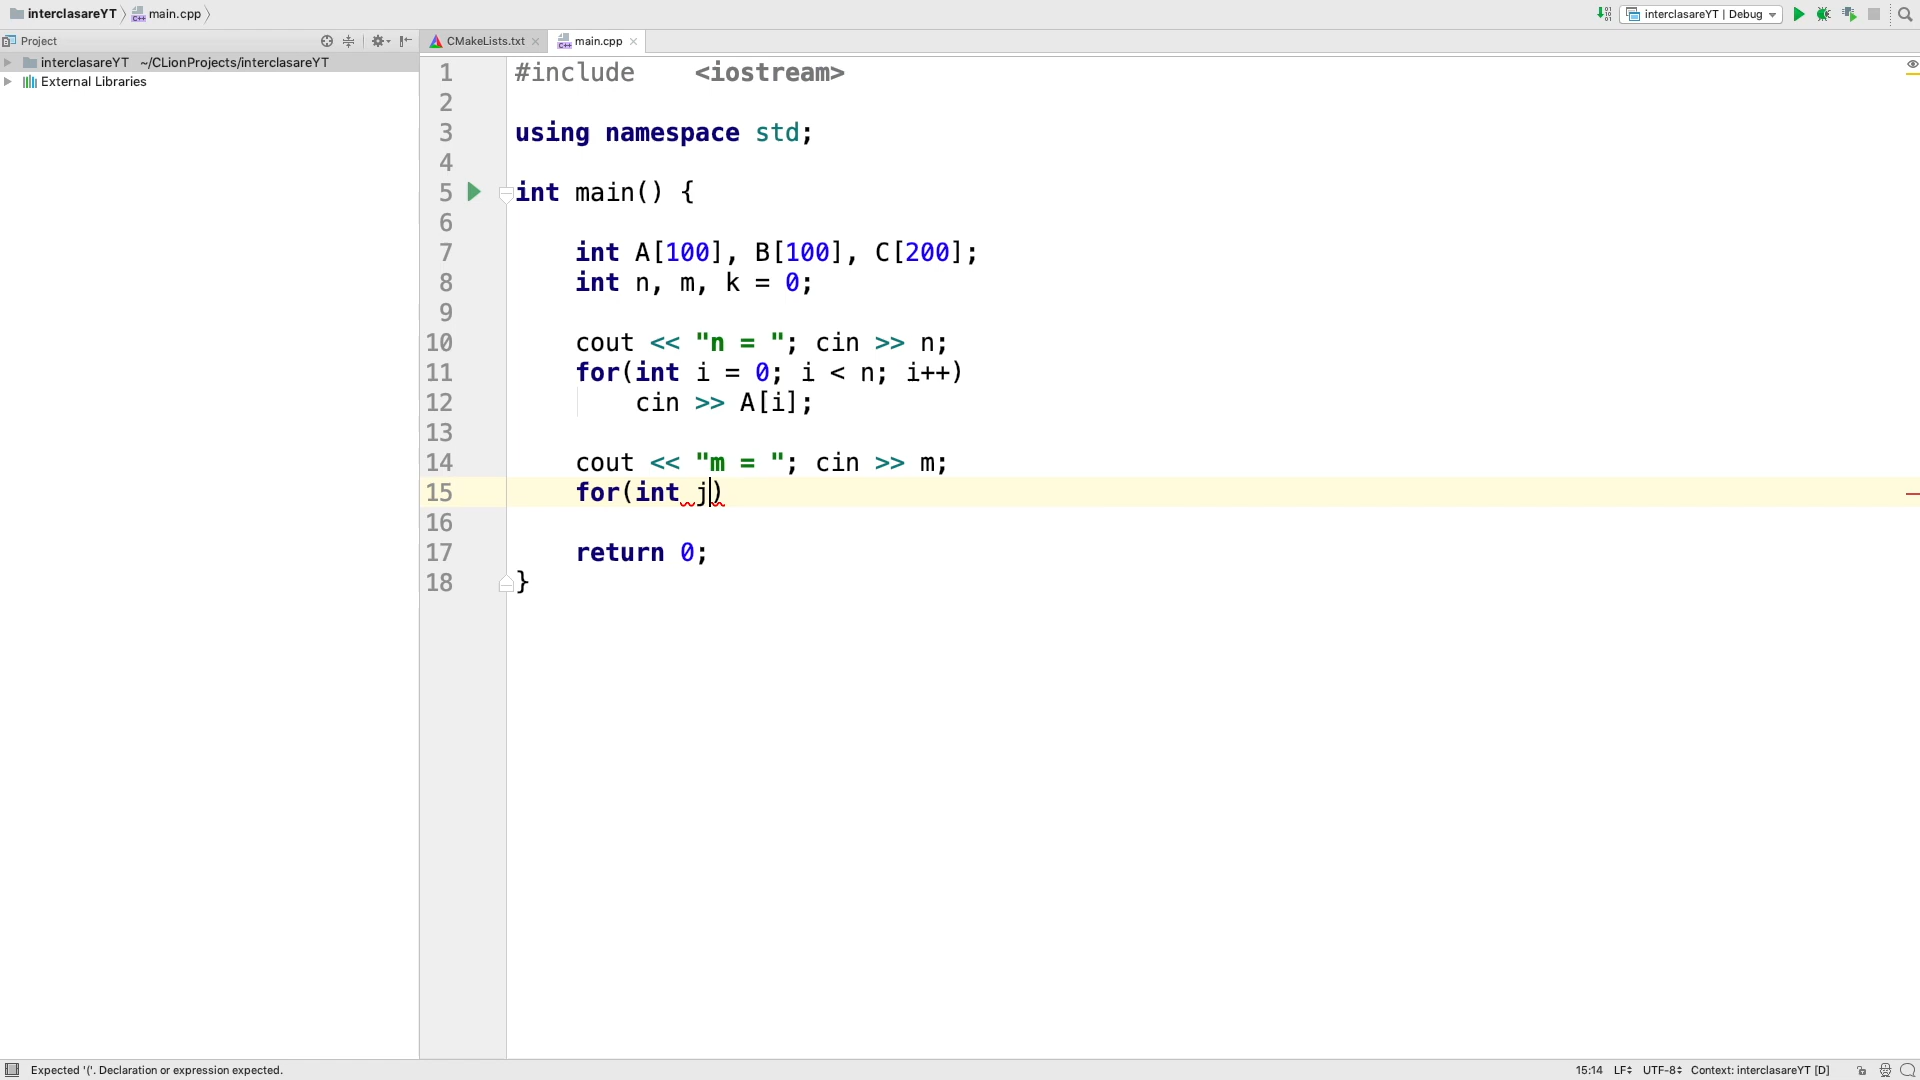 interclasareYT main.cpp interclasareYT | Debug
Project CMakeLists.txt main.cpp
interclasareYT ~/CLionProjects/interclasareYT
External Libraries
1 #include    <iostream>
2
3 using namespace std;
4
5 int main() {
6
7     int A[100], B[100], C[200];
8     int n, m, k = 0;
9
10     cout << "n = "; cin >> n;
11     for(int i = 0; i < n; i++)
12         cin >> A[i];
13
14     cout << "m = "; cin >> m;
15     for(int j)
16
17     return 0;
18 }
Expected '('. Declaration or expression expected. 15:14 LF UTF-8 Context: interclasareYT [D]